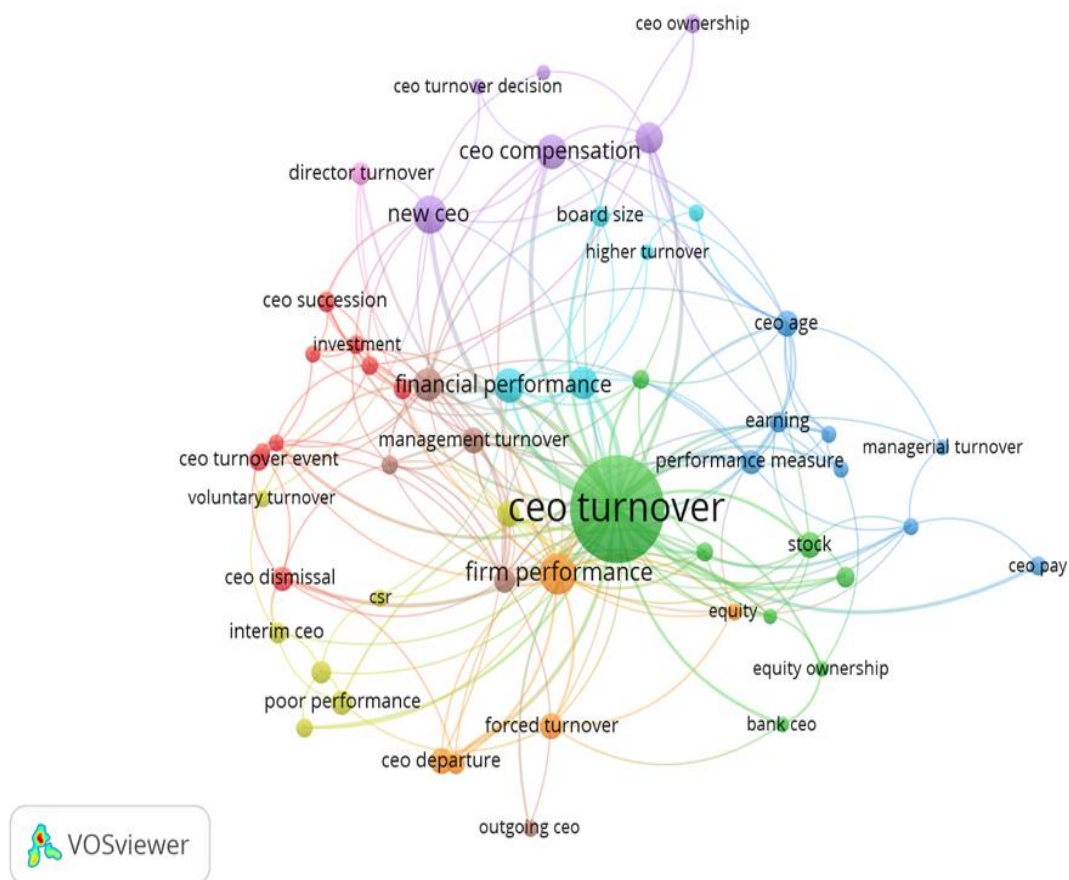 ceo ownership
ceo turnover decision
ceo compensation
director turnover
new ceo
board size
higher turnover
ceo succession
ceo age
investment
financial performance
earning
management turnover
managerial turnover
ceo turnover event
performance measure
voluntary turnover
ceo turnover
stock
ceo pay
firm performance
ceo dismissal
csr
equity
interim ceo
equity ownership
poor performance
forced turnover
bank ceo
ceo departure
outgoing ceo
VOSviewer